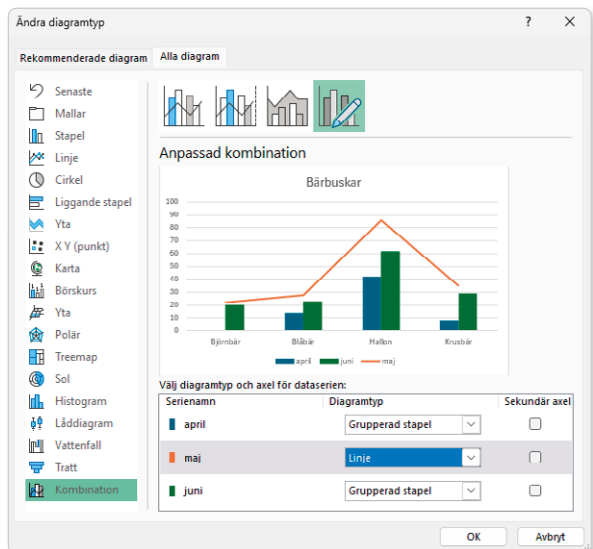 Ändra diagramtyp ? ×
Rekommenderade diagram Alla diagram
Senaste
Mallar
Stapel
Linje
Cirkel
Liggande stapel
Yta
X Y (punkt)
Karta
Börskurs
Yta
Polär
Treemap
Sol
Histogram
Låddiagram
Vattenfall
Tratt
Kombination
Anpassad kombination
Bärbuskar
100
90
80
70
60
50
40
30
20
10
0
Björnbär Blåbär Hallon Krusbär
april juni maj
Välj diagramtyp och axel för dataserien:
Serienamn Diagramtyp Sekundär axel
april Grupperad stapel
maj Linje
juni Grupperad stapel
OK Avbryt